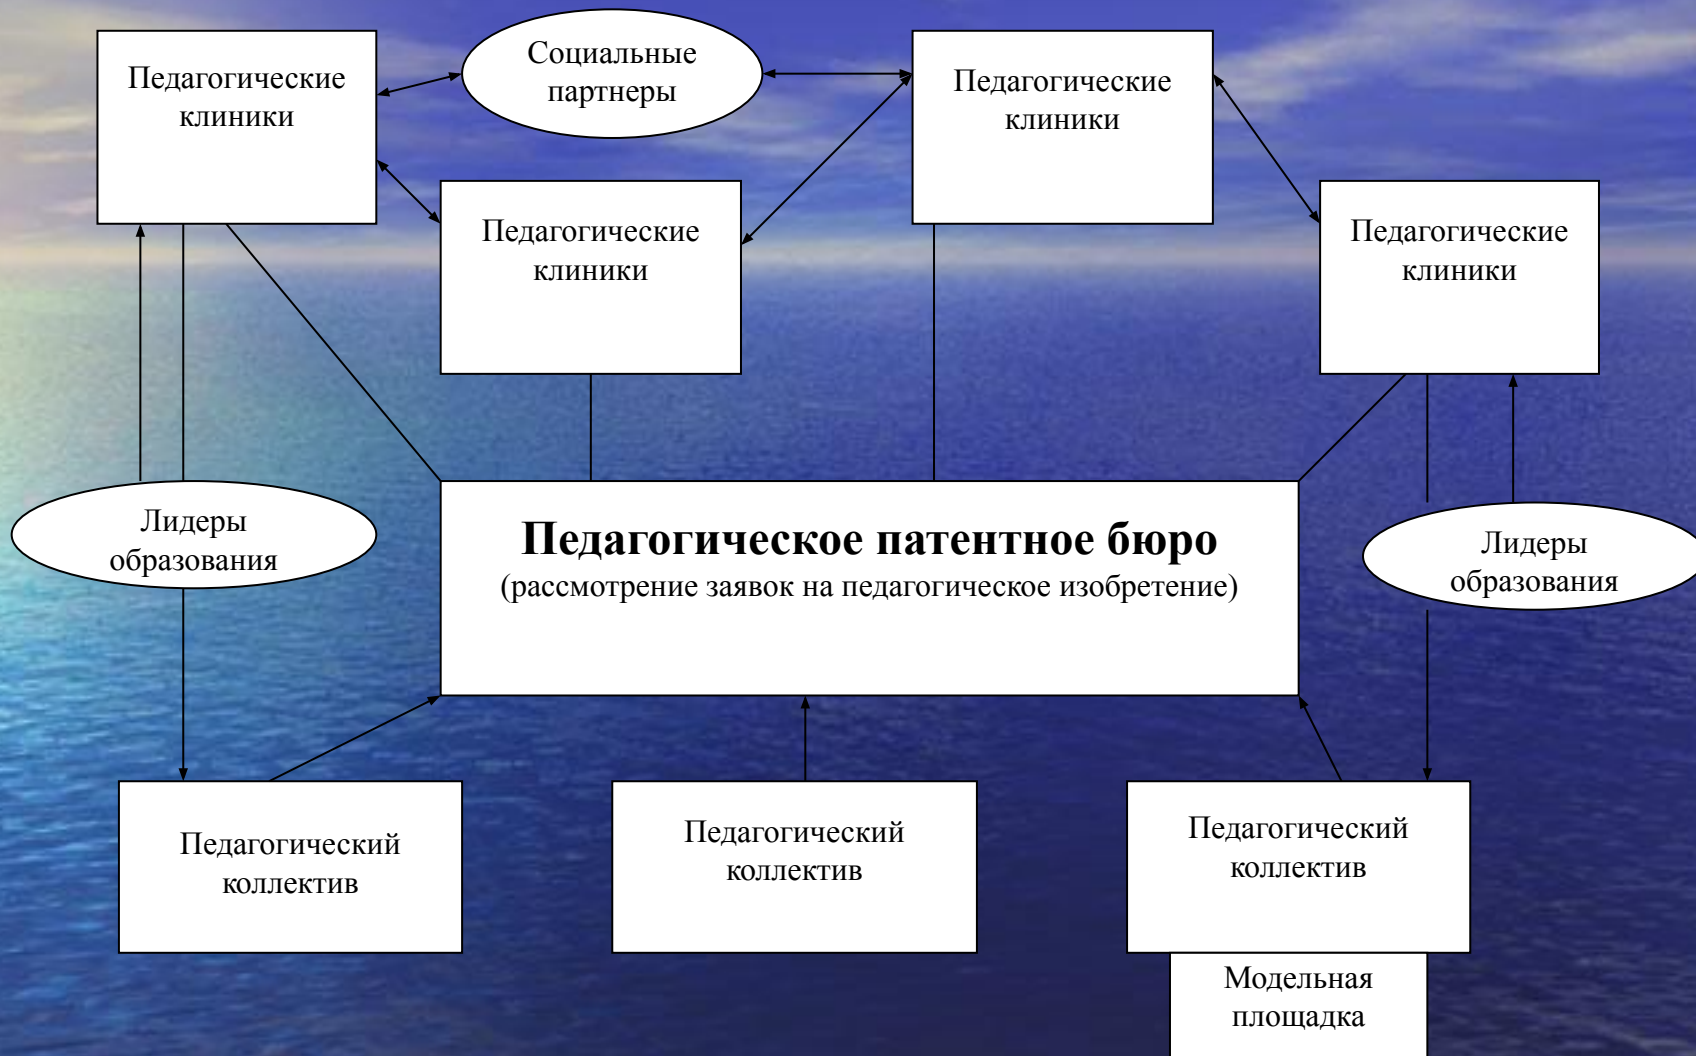 Педагогические
клиники
Социальные
партнеры
Педагогические
клиники
Педагогические
клиники
Педагогические
клиники
Лидеры
образования
Педагогическое патентное бюро
(рассмотрение заявок на педагогическое изобретение)
Лидеры
образования
Педагогический
коллектив
Педагогический
коллектив
Педагогический
коллектив
Модельная
площадка